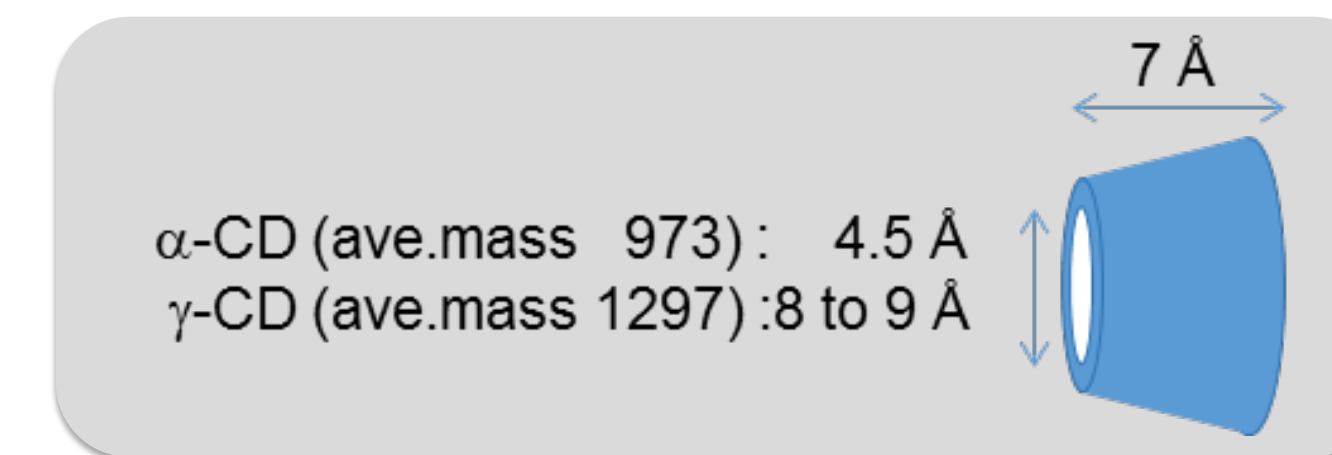 7 Å
α-CD (ave.mass 973) : 4.5 Å
γ-CD (ave.mass 1297) :8 to 9 Å